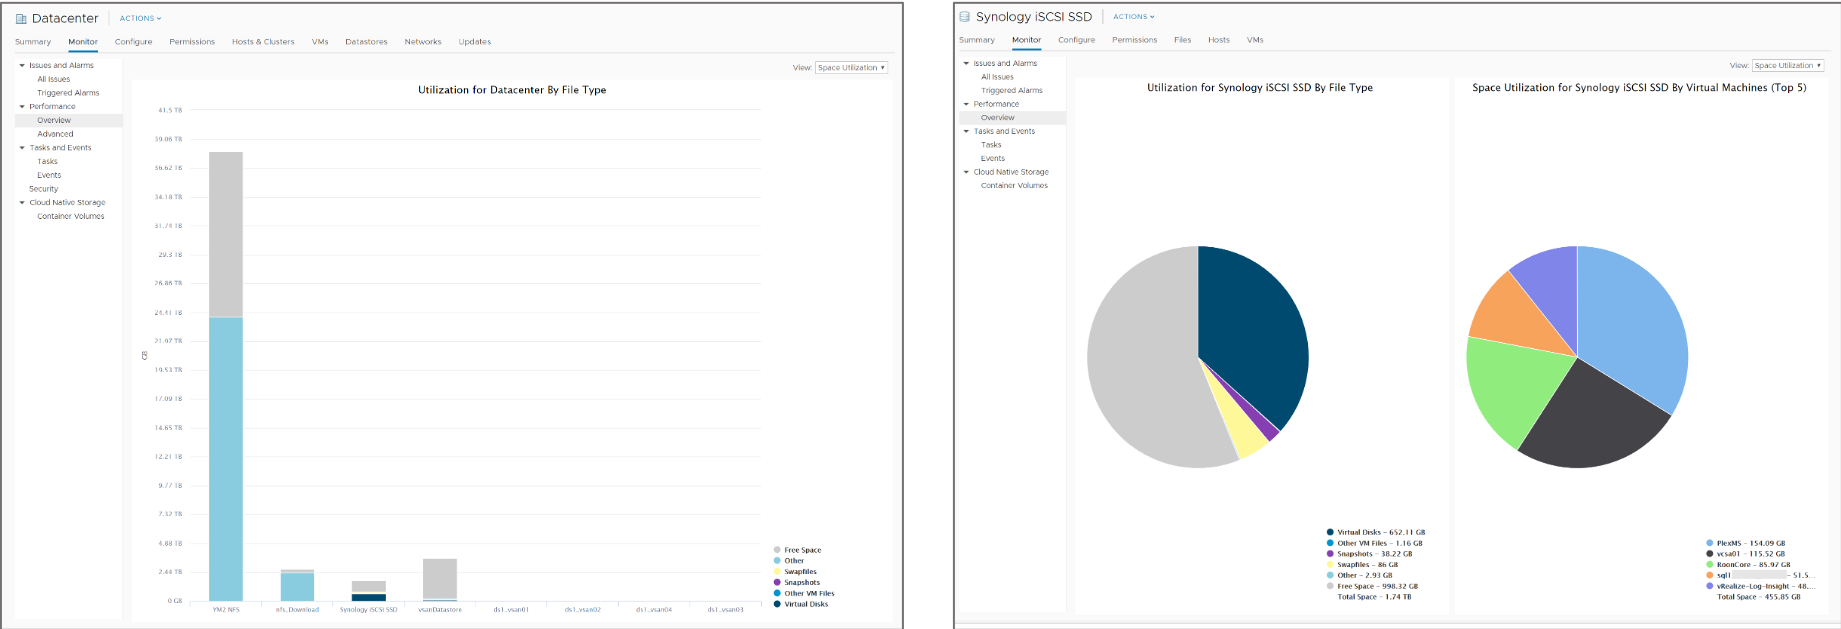 Datacenter
ACTIONS
Summary Monitor Configure Permissions Hosts & Clusters VMs Datastores Networks Updates
Issues and Alarms
All Issues
Triggered Alarms
Performance
Overview
Advanced
Tasks and Events
Tasks
Events
Security
Cloud Native Storage
Container Volumes
View: Space Utilization
Utilization for Datacenter By File Type
41.5 TB
39.06 TB
36.62 TB
34.18 TB
31.74 TB
29.3 TB
26.86 TB
24.41 TB
21.97 TB
19.53 TB
17.09 TB
14.65 TB
12.21 TB
9.77 TB
7.32 TB
4.88 TB
2.44 TB
0 GB
GB
YM2 NFS nfs_Download Synology iSCSI SSD vsanDatastore ds1_vsan01 ds1_vsan02 ds1_vsan04 ds1_vsan03
Free Space
Other
Swapfiles
Snapshots
Other VM Files
Virtual Disks
Synology iSCSI SSD
ACTIONS
Summary Monitor Configure Permissions Files Hosts VMs
Issues and Alarms
All Issues
Triggered Alarms
Performance
Overview
Tasks and Events
Tasks
Events
Cloud Native Storage
Container Volumes
View: Space Utilization
Utilization for Synology iSCSI SSD By File Type
Virtual Disks – 652.11 GB
Other VM Files – 1.16 GB
Snapshots – 38.22 GB
Swapfiles – 86 GB
Other – 2.93 GB
Free Space – 998.32 GB
Total Space – 1.74 TB
Space Utilization for Synology iSCSI SSD By Virtual Machines (Top 5)
PlexMS – 154.09 GB
vcsa01 – 115.52 GB
RoonCore – 85.97 GB
sql1 – 51.5...
vRealize-Log-Insight – 48....
Total Space – 455.85 GB